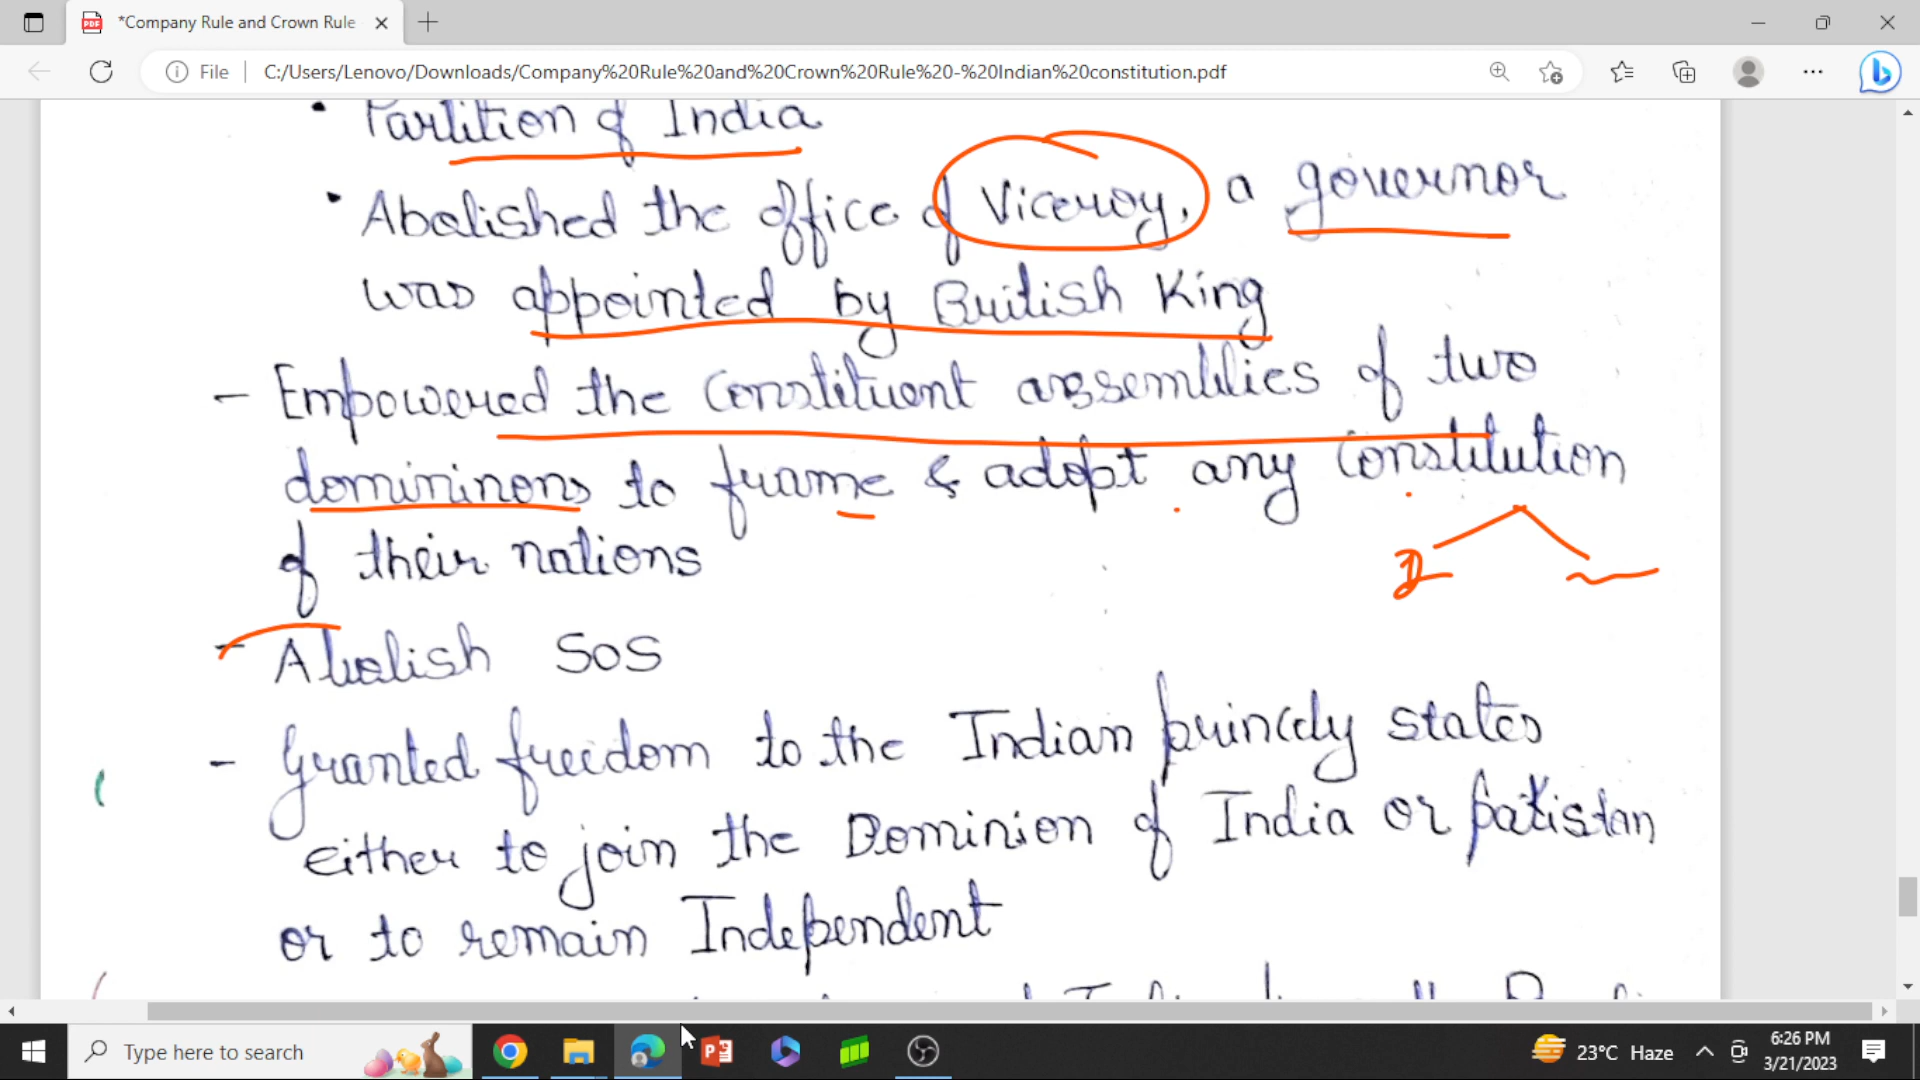 *Company Rule and Crown Rule
File
C:/Users/Lenovo/Downloads/Company%20Rule%20and%20Crown%20Rule%20-%20Indian%20constitution.pdf
• Partition of India
• Abolished the office of Viceroy, a governor
was appointed by British King
- Empowered the Constituent assemblies of two
domininons to frame & adopt any Constitution
of their nations
- Abolish SoS
- Granted freedom to the Indian princely states
either to join the Dominion of India or Pakistan
or to remain Independent
Type here to search
23°C Haze
6:26 PM
3/21/2023